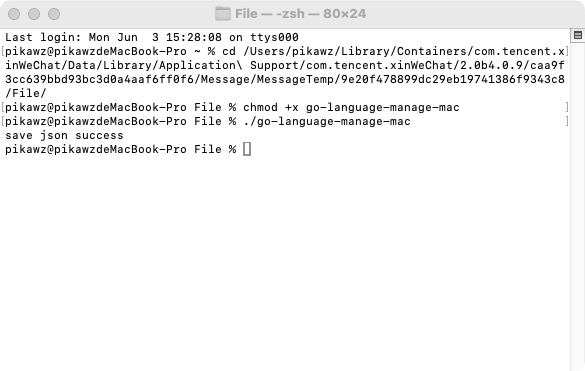 File — -zsh — 80×24
Last login: Mon Jun  3 15:28:08 on ttys000
[pikawz@pikawzdeMacBook-Pro ~ % cd /Users/pikawz/Library/Containers/com.tencent.x]
inWeChat/Data/Library/Application\ Support/com.tencent.xinWeChat/2.0b4.0.9/caa9f
3cc639bbd93bc3d0a4aaf6ff0f6/Message/MessageTemp/9e20f478899dc29eb19741386f9343c8
/File/
[pikawz@pikawzdeMacBook-Pro File % chmod +x go-language-manage-mac ]
[pikawz@pikawzdeMacBook-Pro File % ./go-language-manage-mac ]
save json success
pikawz@pikawzdeMacBook-Pro File %